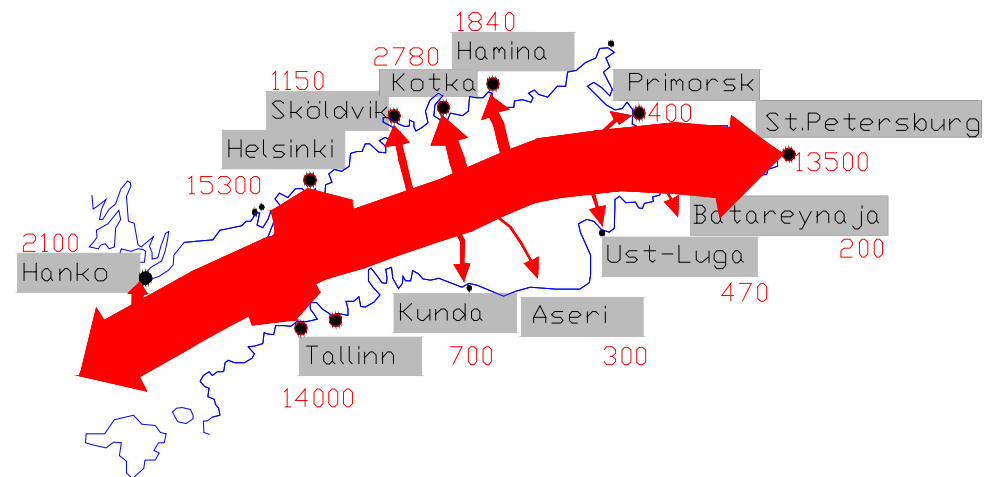 1840
Hamina
2780
Kotka
1150
Sköldvik
Primorsk
400
St.Petersburg
13500
Helsinki
15300
Batareynaja
200
2100
Hanko
Ust-Luga
470
Kunda
700
Aseri
300
Tallinn
14000